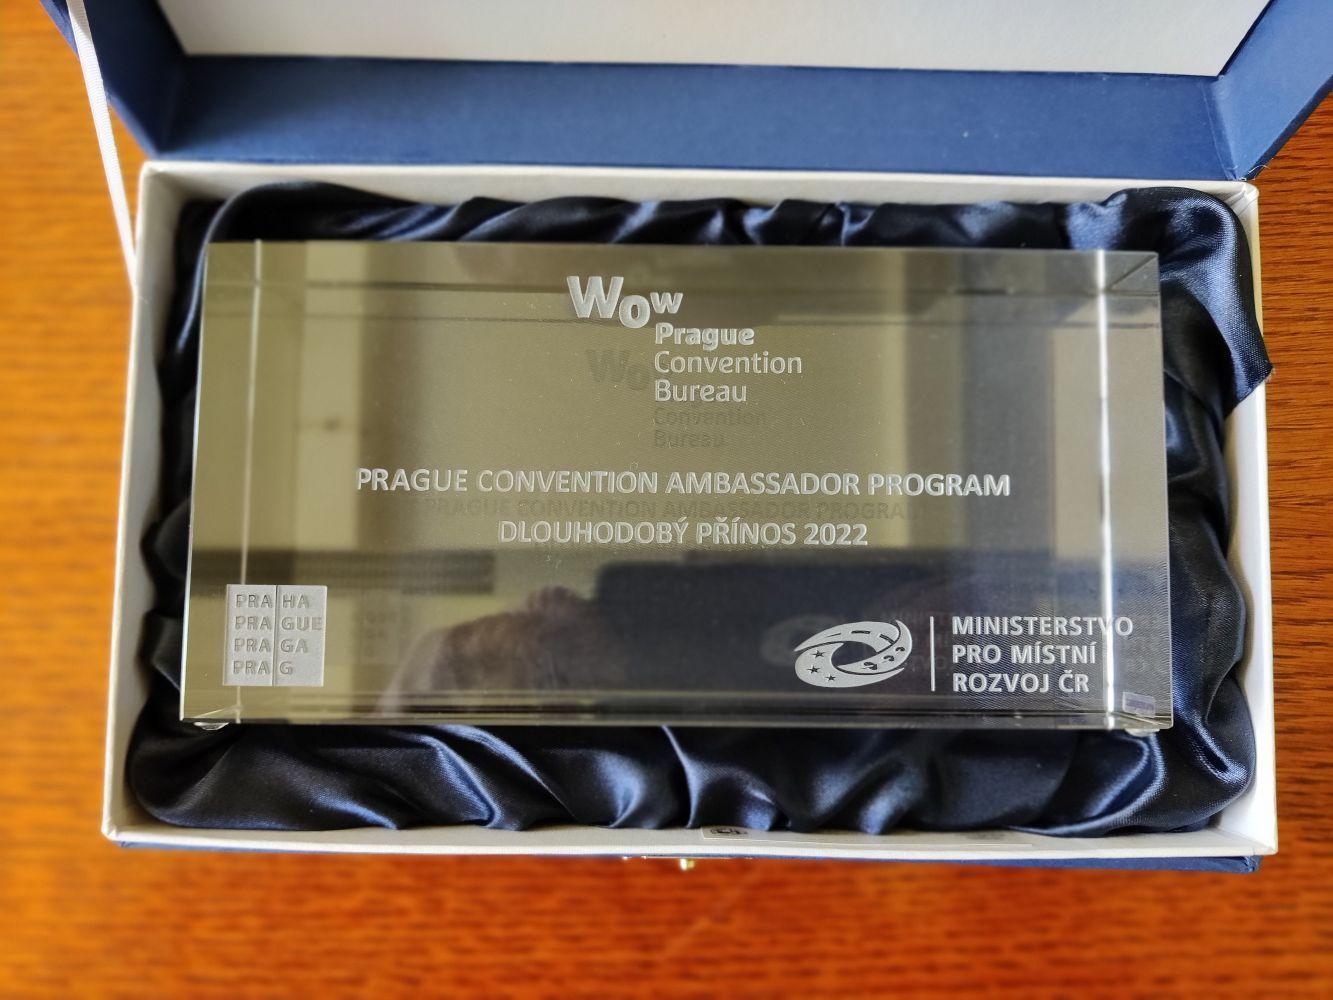 Wow
Prague
Convention
Bureau
PRAGUE CONVENTION AMBASSADOR PROGRAM
DLOUHODOBÝ PŘÍNOS 2022
PRA HA
PRA GUE
PRA GA
PRA G
MINISTERSTVO
PRO MÍSTNÍ
ROZVOJ ČR